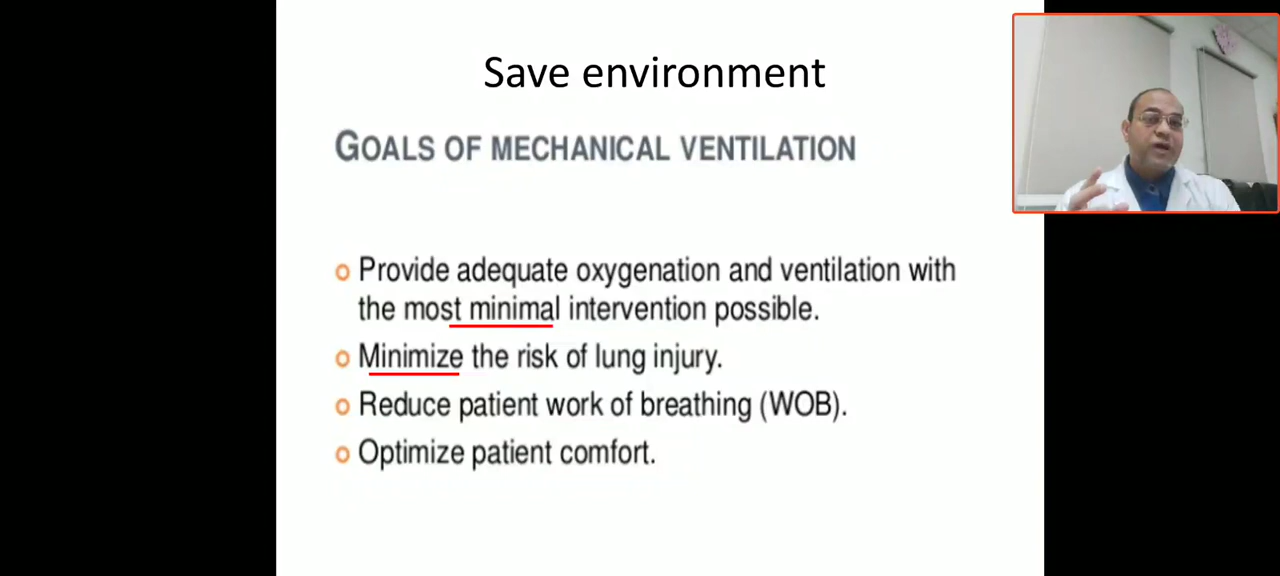 Save environment
GOALS OF MECHANICAL VENTILATION
Provide adequate oxygenation and ventilation with
the most minimal intervention possible.
Minimize the risk of lung injury.
Reduce patient work of breathing (WOB).
Optimize patient comfort.